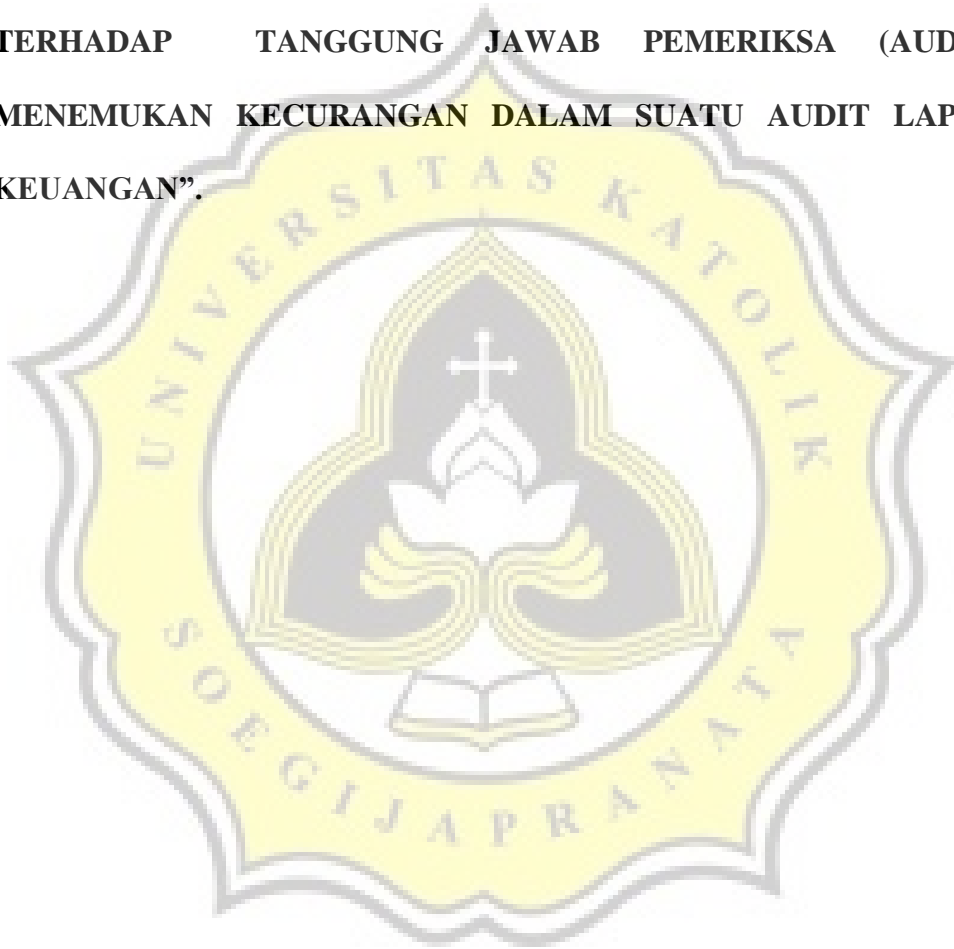 TERHADAP TANGGUNG JAWAB PEMERIKSA (AUD
MENEMUKAN KECURANGAN DALAM SUATU AUDIT LAP
KEUANGAN”.
UNIVERSITAS KATOLIK
SOEGIJAPRANATA